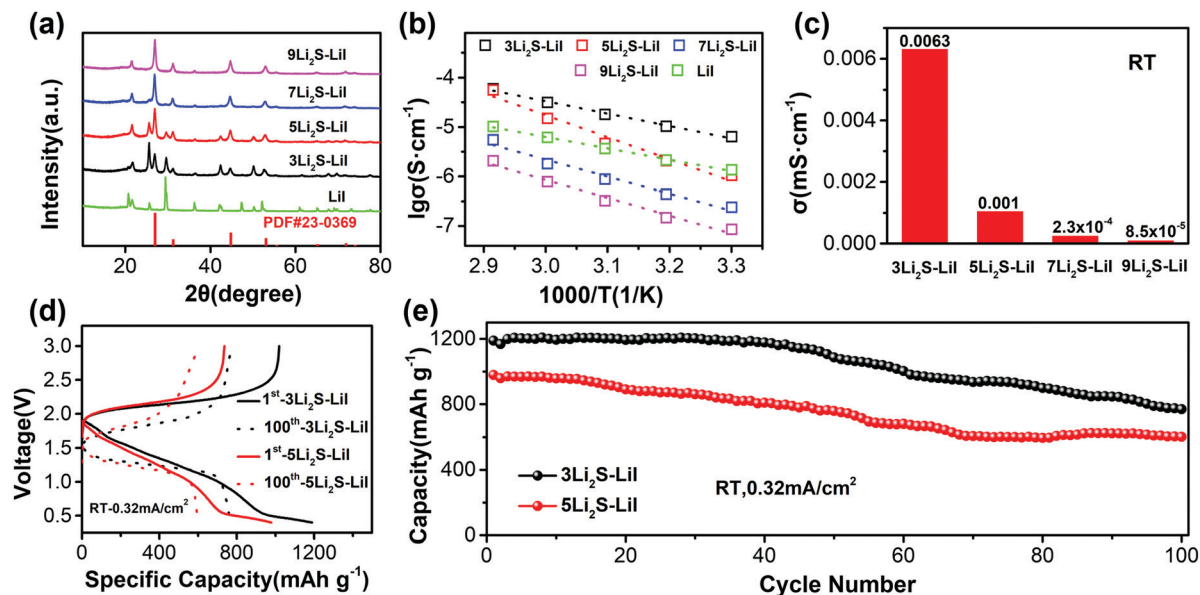 (a)
Intensity(a.u.)
9Li₂S-LiI
7Li₂S-LiI
5Li₂S-LiI
3Li₂S-LiI
LiI
PDF#23-0369
20 40 60 80
2θ(degree)
(b)
lgσ(S·cm⁻¹)
3Li₂S-LiI 5Li₂S-LiI 7Li₂S-LiI
9Li₂S-LiI LiI
-4
-5
-6
-7
2.9 3.0 3.1 3.2 3.3
1000/T(1/K)
(c)
σ(mS·cm⁻¹)
RT
0.006
0.004
0.002
0.000
0.0063
0.001
2.3x10⁻⁴
8.5x10⁻⁵
3Li₂S-LiI 5Li₂S-LiI 7Li₂S-LiI 9Li₂S-LiI
(d)
Voltage(V)
3.0
2.5
2.0
1.5
1.0
0.5
1ˢᵗ-3Li₂S-LiI
100ᵗʰ-3Li₂S-LiI
1ˢᵗ-5Li₂S-LiI
100ᵗʰ-5Li₂S-LiI
RT-0.32mA/cm²
0 400 800 1200
Specific Capacity(mAh g⁻¹)
(e)
Capacity(mAh g⁻¹)
1200
800
400
0
3Li₂S-LiI
5Li₂S-LiI
RT,0.32mA/cm²
0 20 40 60 80 100
Cycle Number